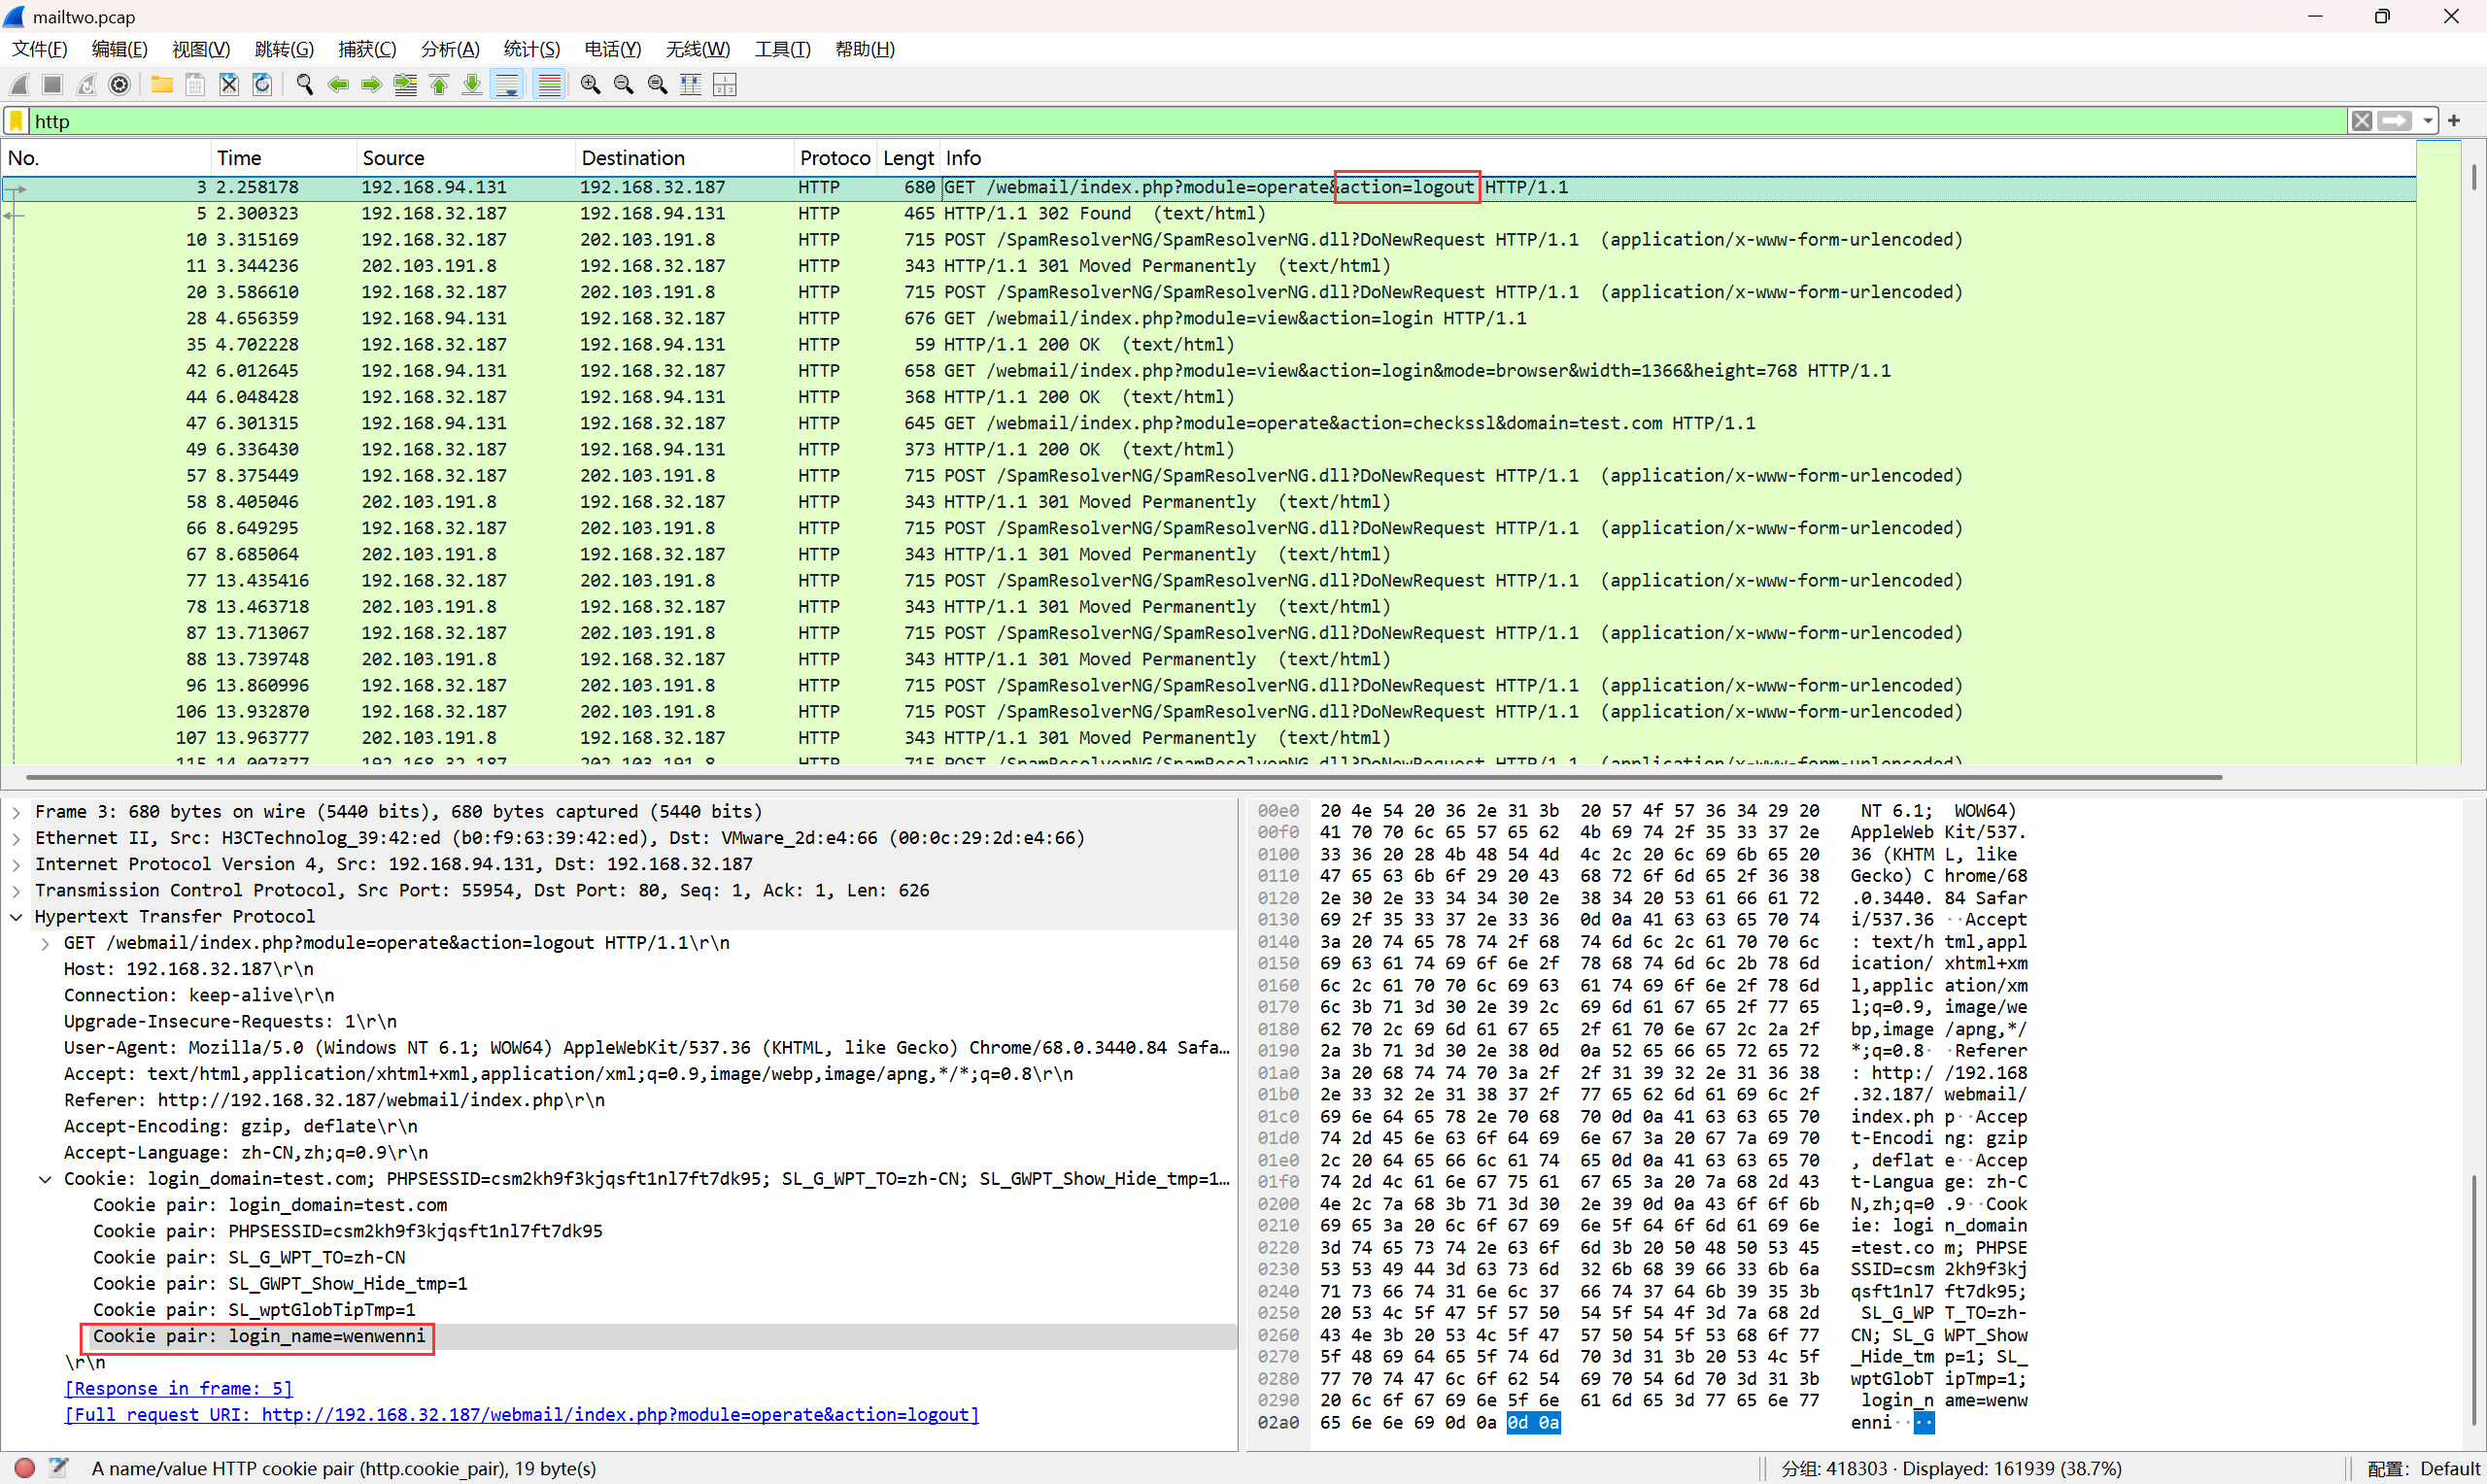 mailtwo.pcap
文件(F) 编辑(E) 视图(V) 跳转(G) 捕获(C) 分析(A) 统计(S) 电话(Y) 无线(W) 工具(T) 帮助(H)
http
No. Time Source Destination Protoco Lengt Info
3 2.258178 192.168.94.131 192.168.32.187 HTTP 680 GET /webmail/index.php?module=operate&action=logout HTTP/1.1
5 2.300323 192.168.32.187 192.168.94.131 HTTP 465 HTTP/1.1 302 Found (text/html)
10 3.315169 192.168.32.187 202.103.191.8 HTTP 715 POST /SpamResolverNG/SpamResolverNG.dll?DoNewRequest HTTP/1.1 (application/x-www-form-urlencoded)
11 3.344236 202.103.191.8 192.168.32.187 HTTP 343 HTTP/1.1 301 Moved Permanently (text/html)
20 3.586610 192.168.32.187 202.103.191.8 HTTP 715 POST /SpamResolverNG/SpamResolverNG.dll?DoNewRequest HTTP/1.1 (application/x-www-form-urlencoded)
28 4.656359 192.168.94.131 192.168.32.187 HTTP 676 GET /webmail/index.php?module=view&action=login HTTP/1.1
35 4.702228 192.168.32.187 192.168.94.131 HTTP 59 HTTP/1.1 200 OK (text/html)
42 6.012645 192.168.94.131 192.168.32.187 HTTP 658 GET /webmail/index.php?module=view&action=login&mode=browser&width=1366&height=768 HTTP/1.1
44 6.048428 192.168.32.187 192.168.94.131 HTTP 368 HTTP/1.1 200 OK (text/html)
47 6.301315 192.168.94.131 192.168.32.187 HTTP 645 GET /webmail/index.php?module=operate&action=checkssl&domain=test.com HTTP/1.1
49 6.336430 192.168.32.187 192.168.94.131 HTTP 373 HTTP/1.1 200 OK (text/html)
57 8.375449 192.168.32.187 202.103.191.8 HTTP 715 POST /SpamResolverNG/SpamResolverNG.dll?DoNewRequest HTTP/1.1 (application/x-www-form-urlencoded)
58 8.405046 202.103.191.8 192.168.32.187 HTTP 343 HTTP/1.1 301 Moved Permanently (text/html)
66 8.649295 192.168.32.187 202.103.191.8 HTTP 715 POST /SpamResolverNG/SpamResolverNG.dll?DoNewRequest HTTP/1.1 (application/x-www-form-urlencoded)
67 8.685064 202.103.191.8 192.168.32.187 HTTP 343 HTTP/1.1 301 Moved Permanently (text/html)
77 13.435416 192.168.32.187 202.103.191.8 HTTP 715 POST /SpamResolverNG/SpamResolverNG.dll?DoNewRequest HTTP/1.1 (application/x-www-form-urlencoded)
78 13.463718 202.103.191.8 192.168.32.187 HTTP 343 HTTP/1.1 301 Moved Permanently (text/html)
87 13.713067 192.168.32.187 202.103.191.8 HTTP 715 POST /SpamResolverNG/SpamResolverNG.dll?DoNewRequest HTTP/1.1 (application/x-www-form-urlencoded)
88 13.739748 202.103.191.8 192.168.32.187 HTTP 343 HTTP/1.1 301 Moved Permanently (text/html)
96 13.860996 192.168.32.187 202.103.191.8 HTTP 715 POST /SpamResolverNG/SpamResolverNG.dll?DoNewRequest HTTP/1.1 (application/x-www-form-urlencoded)
106 13.932870 192.168.32.187 202.103.191.8 HTTP 715 POST /SpamResolverNG/SpamResolverNG.dll?DoNewRequest HTTP/1.1 (application/x-www-form-urlencoded)
107 13.963777 202.103.191.8 192.168.32.187 HTTP 343 HTTP/1.1 301 Moved Permanently (text/html)
Frame 3: 680 bytes on wire (5440 bits), 680 bytes captured (5440 bits)
Ethernet II, Src: H3CTechnolog_39:42:ed (b0:f9:63:39:42:ed), Dst: VMware_2d:e4:66 (00:0c:29:2d:e4:66)
Internet Protocol Version 4, Src: 192.168.94.131, Dst: 192.168.32.187
Transmission Control Protocol, Src Port: 55954, Dst Port: 80, Seq: 1, Ack: 1, Len: 626
Hypertext Transfer Protocol
GET /webmail/index.php?module=operate&action=logout HTTP/1.1\r\n
Host: 192.168.32.187\r\n
Connection: keep-alive\r\n
Upgrade-Insecure-Requests: 1\r\n
User-Agent: Mozilla/5.0 (Windows NT 6.1; WOW64) AppleWebKit/537.36 (KHTML, like Gecko) Chrome/68.0.3440.84 Safa…
Accept: text/html,application/xhtml+xml,application/xml;q=0.9,image/webp,image/apng,*/*;q=0.8\r\n
Referer: http://192.168.32.187/webmail/index.php\r\n
Accept-Encoding: gzip, deflate\r\n
Accept-Language: zh-CN,zh;q=0.9\r\n
Cookie: login_domain=test.com; PHPSESSID=csm2kh9f3kjqsft1nl7ft7dk95; SL_G_WPT_TO=zh-CN; SL_GWPT_Show_Hide_tmp=1…
Cookie pair: login_domain=test.com
Cookie pair: PHPSESSID=csm2kh9f3kjqsft1nl7ft7dk95
Cookie pair: SL_G_WPT_TO=zh-CN
Cookie pair: SL_GWPT_Show_Hide_tmp=1
Cookie pair: SL_wptGlobTipTmp=1
Cookie pair: login_name=wenwenni
\r\n
[Response in frame: 5]
[Full request URI: http://192.168.32.187/webmail/index.php?module=operate&action=logout]
00e0 20 4e 54 20 36 2e 31 3b 20 57 4f 57 36 34 29 20 NT 6.1; WOW64)
00f0 41 70 70 6c 65 57 65 62 4b 69 74 2f 35 33 37 2e AppleWeb Kit/537.
0100 33 36 20 28 4b 48 54 4d 4c 2c 20 6c 69 6b 65 20 36 (KHTM L, like
0110 47 65 63 6b 6f 29 20 43 68 72 6f 6d 65 2f 36 38 Gecko) C hrome/68
0120 2e 30 2e 33 34 34 30 2e 38 34 20 53 61 66 61 72 .0.3440. 84 Safar
0130 69 2f 35 33 37 2e 33 36 0d 0a 41 63 63 65 70 74 i/537.36 ··Accept
0140 3a 20 74 65 78 74 2f 68 74 6d 6c 2c 61 70 70 6c : text/h tml,appl
0150 69 63 61 74 69 6f 6e 2f 78 68 74 6d 6c 2b 78 6d ication/ xhtml+xm
0160 6c 2c 61 70 70 6c 69 63 61 74 69 6f 6e 2f 78 6d l,applic ation/xm
0170 6c 3b 71 3d 30 2e 39 2c 69 6d 61 67 65 2f 77 65 l;q=0.9, image/we
0180 62 70 2c 69 6d 61 67 65 2f 61 70 6e 67 2c 2a 2f bp,image /apng,*/
0190 2a 3b 71 3d 30 2e 38 0d 0a 52 65 66 65 72 65 72 *;q=0.8· ·Referer
01a0 3a 20 68 74 74 70 3a 2f 2f 31 39 32 2e 31 36 38 : http:/ /192.168
01b0 2e 33 32 2e 31 38 37 2f 77 65 62 6d 61 69 6c 2f .32.187/ webmail/
01c0 69 6e 64 65 78 2e 70 68 70 0d 0a 41 63 63 65 70 index.ph p··Accep
01d0 74 2d 45 6e 63 6f 64 69 6e 67 3a 20 67 7a 69 70 t-Encodi ng: gzip
01e0 2c 20 64 65 66 6c 61 74 65 0d 0a 41 63 63 65 70 , deflat e··Accep
01f0 74 2d 4c 61 6e 67 75 61 67 65 3a 20 7a 68 2d 43 t-Langua ge: zh-C
0200 4e 2c 7a 68 3b 71 3d 30 2e 39 0d 0a 43 6f 6f 6b N,zh;q=0 .9··Cook
0210 69 65 3a 20 6c 6f 67 69 6e 5f 64 6f 6d 61 69 6e ie: logi n_domain
0220 3d 74 65 73 74 2e 63 6f 6d 3b 20 50 48 50 53 45 =test.co m; PHPSE
0230 53 53 49 44 3d 63 73 6d 32 6b 68 39 66 33 6b 6a SSID=csm 2kh9f3kj
0240 71 73 66 74 31 6e 6c 37 66 74 37 64 6b 39 35 3b qsft1nl7 ft7dk95;
0250 20 53 4c 5f 47 5f 57 50 54 5f 54 4f 3d 7a 68 2d SL_G_WP T_TO=zh-
0260 43 4e 3b 20 53 4c 5f 47 57 50 54 5f 53 68 6f 77 CN; SL_G WPT_Show
0270 5f 48 69 64 65 5f 74 6d 70 3d 31 3b 20 53 4c 5f _Hide_tm p=1; SL_
0280 77 70 74 47 6c 6f 62 54 69 70 54 6d 70 3d 31 3b wptGlobT ipTmp=1;
0290 20 6c 6f 67 69 6e 5f 6e 61 6d 65 3d 77 65 6e 77 login_n ame=wenw
02a0 65 6e 6e 69 0d 0a 0d 0a enni····
A name/value HTTP cookie pair (http.cookie_pair), 19 byte(s)
分组: 418303 · Displayed: 161939 (38.7%)
配置: Default